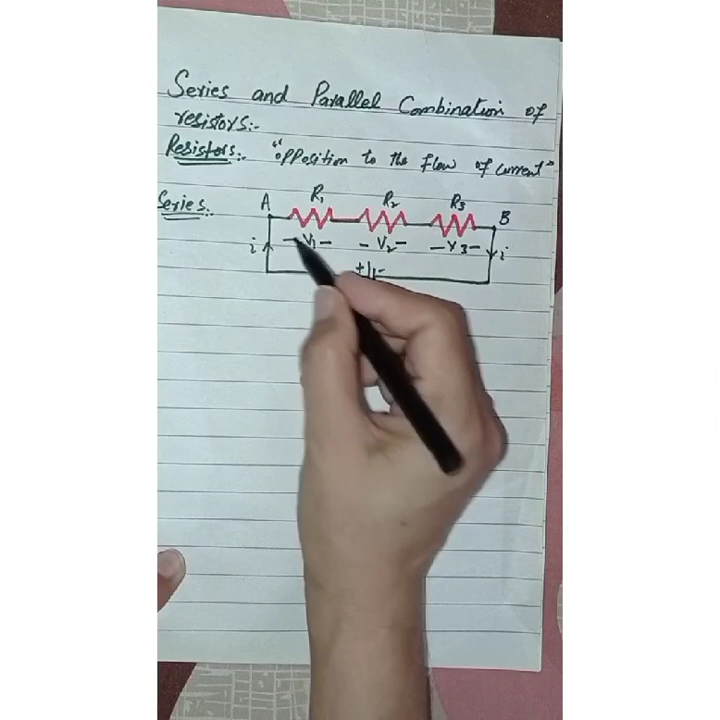 Series and Parallel Combination of
resistors:-
Resistors:- "opposition to the flow of current"
Series:-
A R₁ R₂ R₃ B
i -V₁- -V₂- -V₃- i
+ -